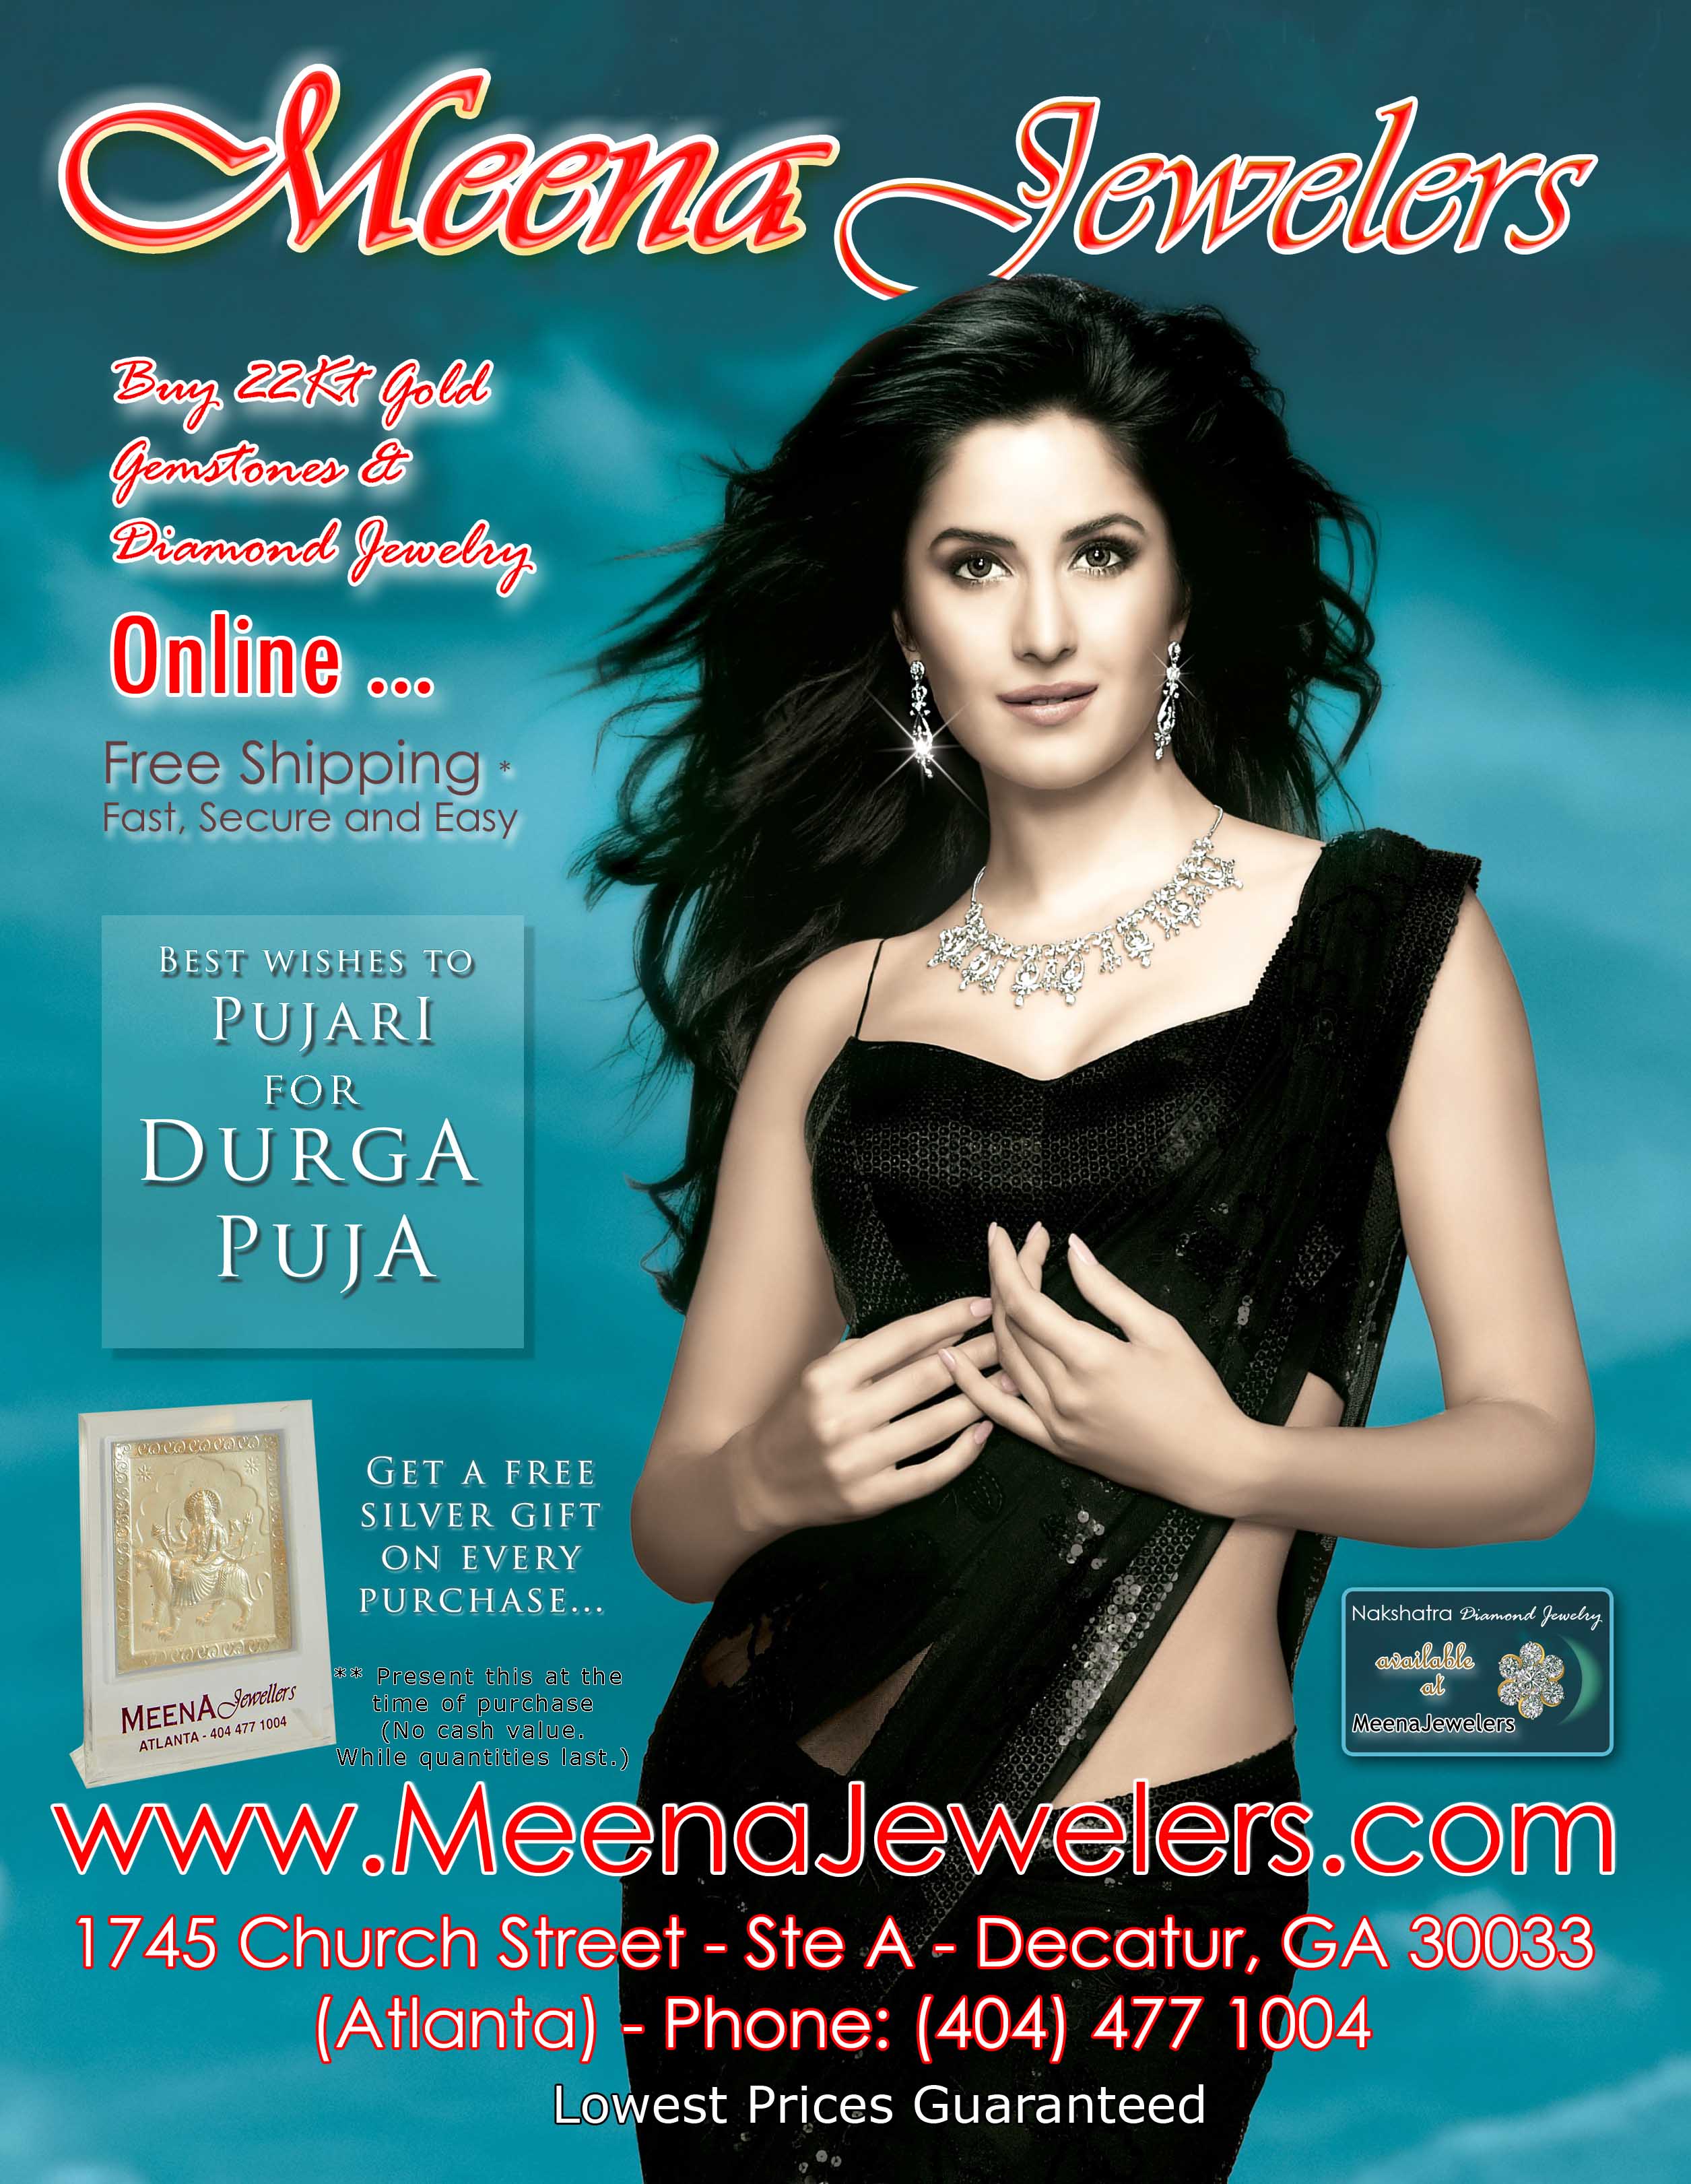 Meena Jewelers
Buy 22Kt Gold
Gemstones &
Diamond Jewelry
Online ...
Free Shipping *
Fast, Secure and Easy
BEST WISHES TO
PUJARI
FOR
DURGA
PUJA
GET A FREE
SILVER GIFT
ON EVERY
PURCHASE...
** Present this at the
time of purchase
(No cash value.
While quantities last.)
MEENA Jewellers
ATLANTA - 404 477 1004
Nakshatra Diamond Jewelry
available
at
MeenaJewelers
www.MeenaJewelers.com
1745 Church Street - Ste A - Decatur, GA 30033
(Atlanta) - Phone: (404) 477 1004
Lowest Prices Guaranteed